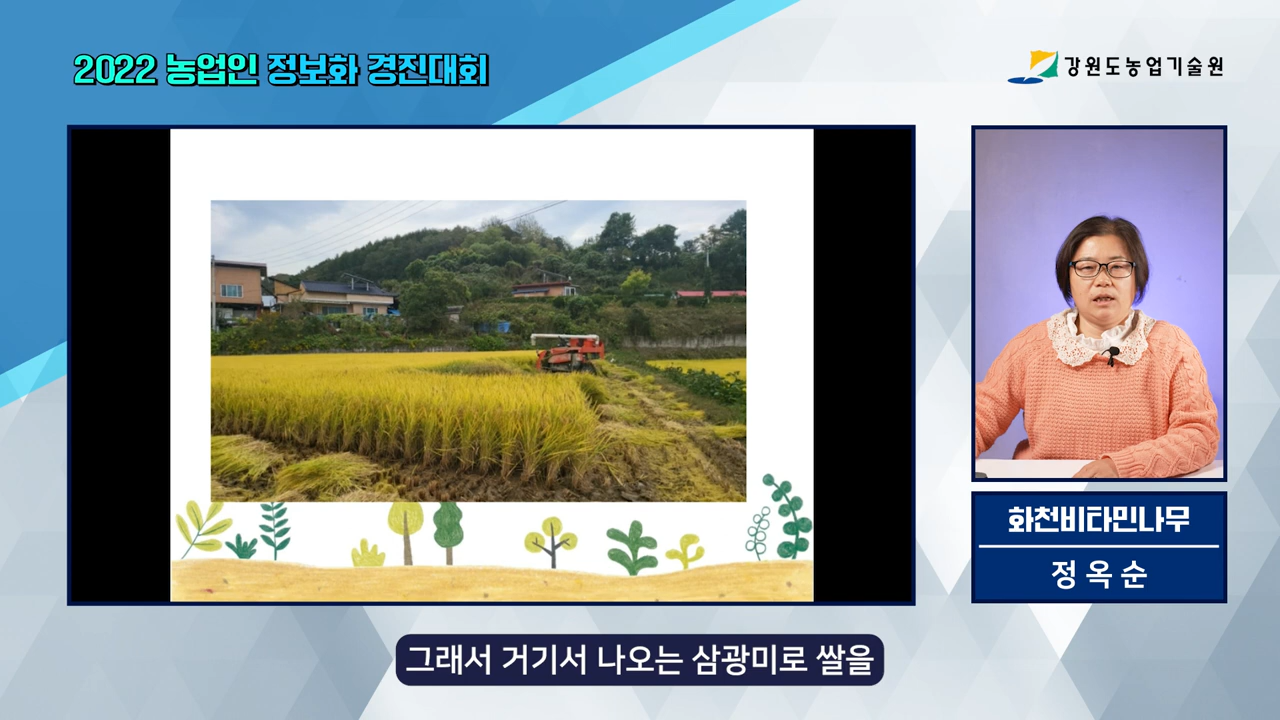 2022 농업인 정보화 경진대회
강원도농업기술원
화천비타민나무
정옥순
그래서 거기서 나오는 삼광미로 쌀을